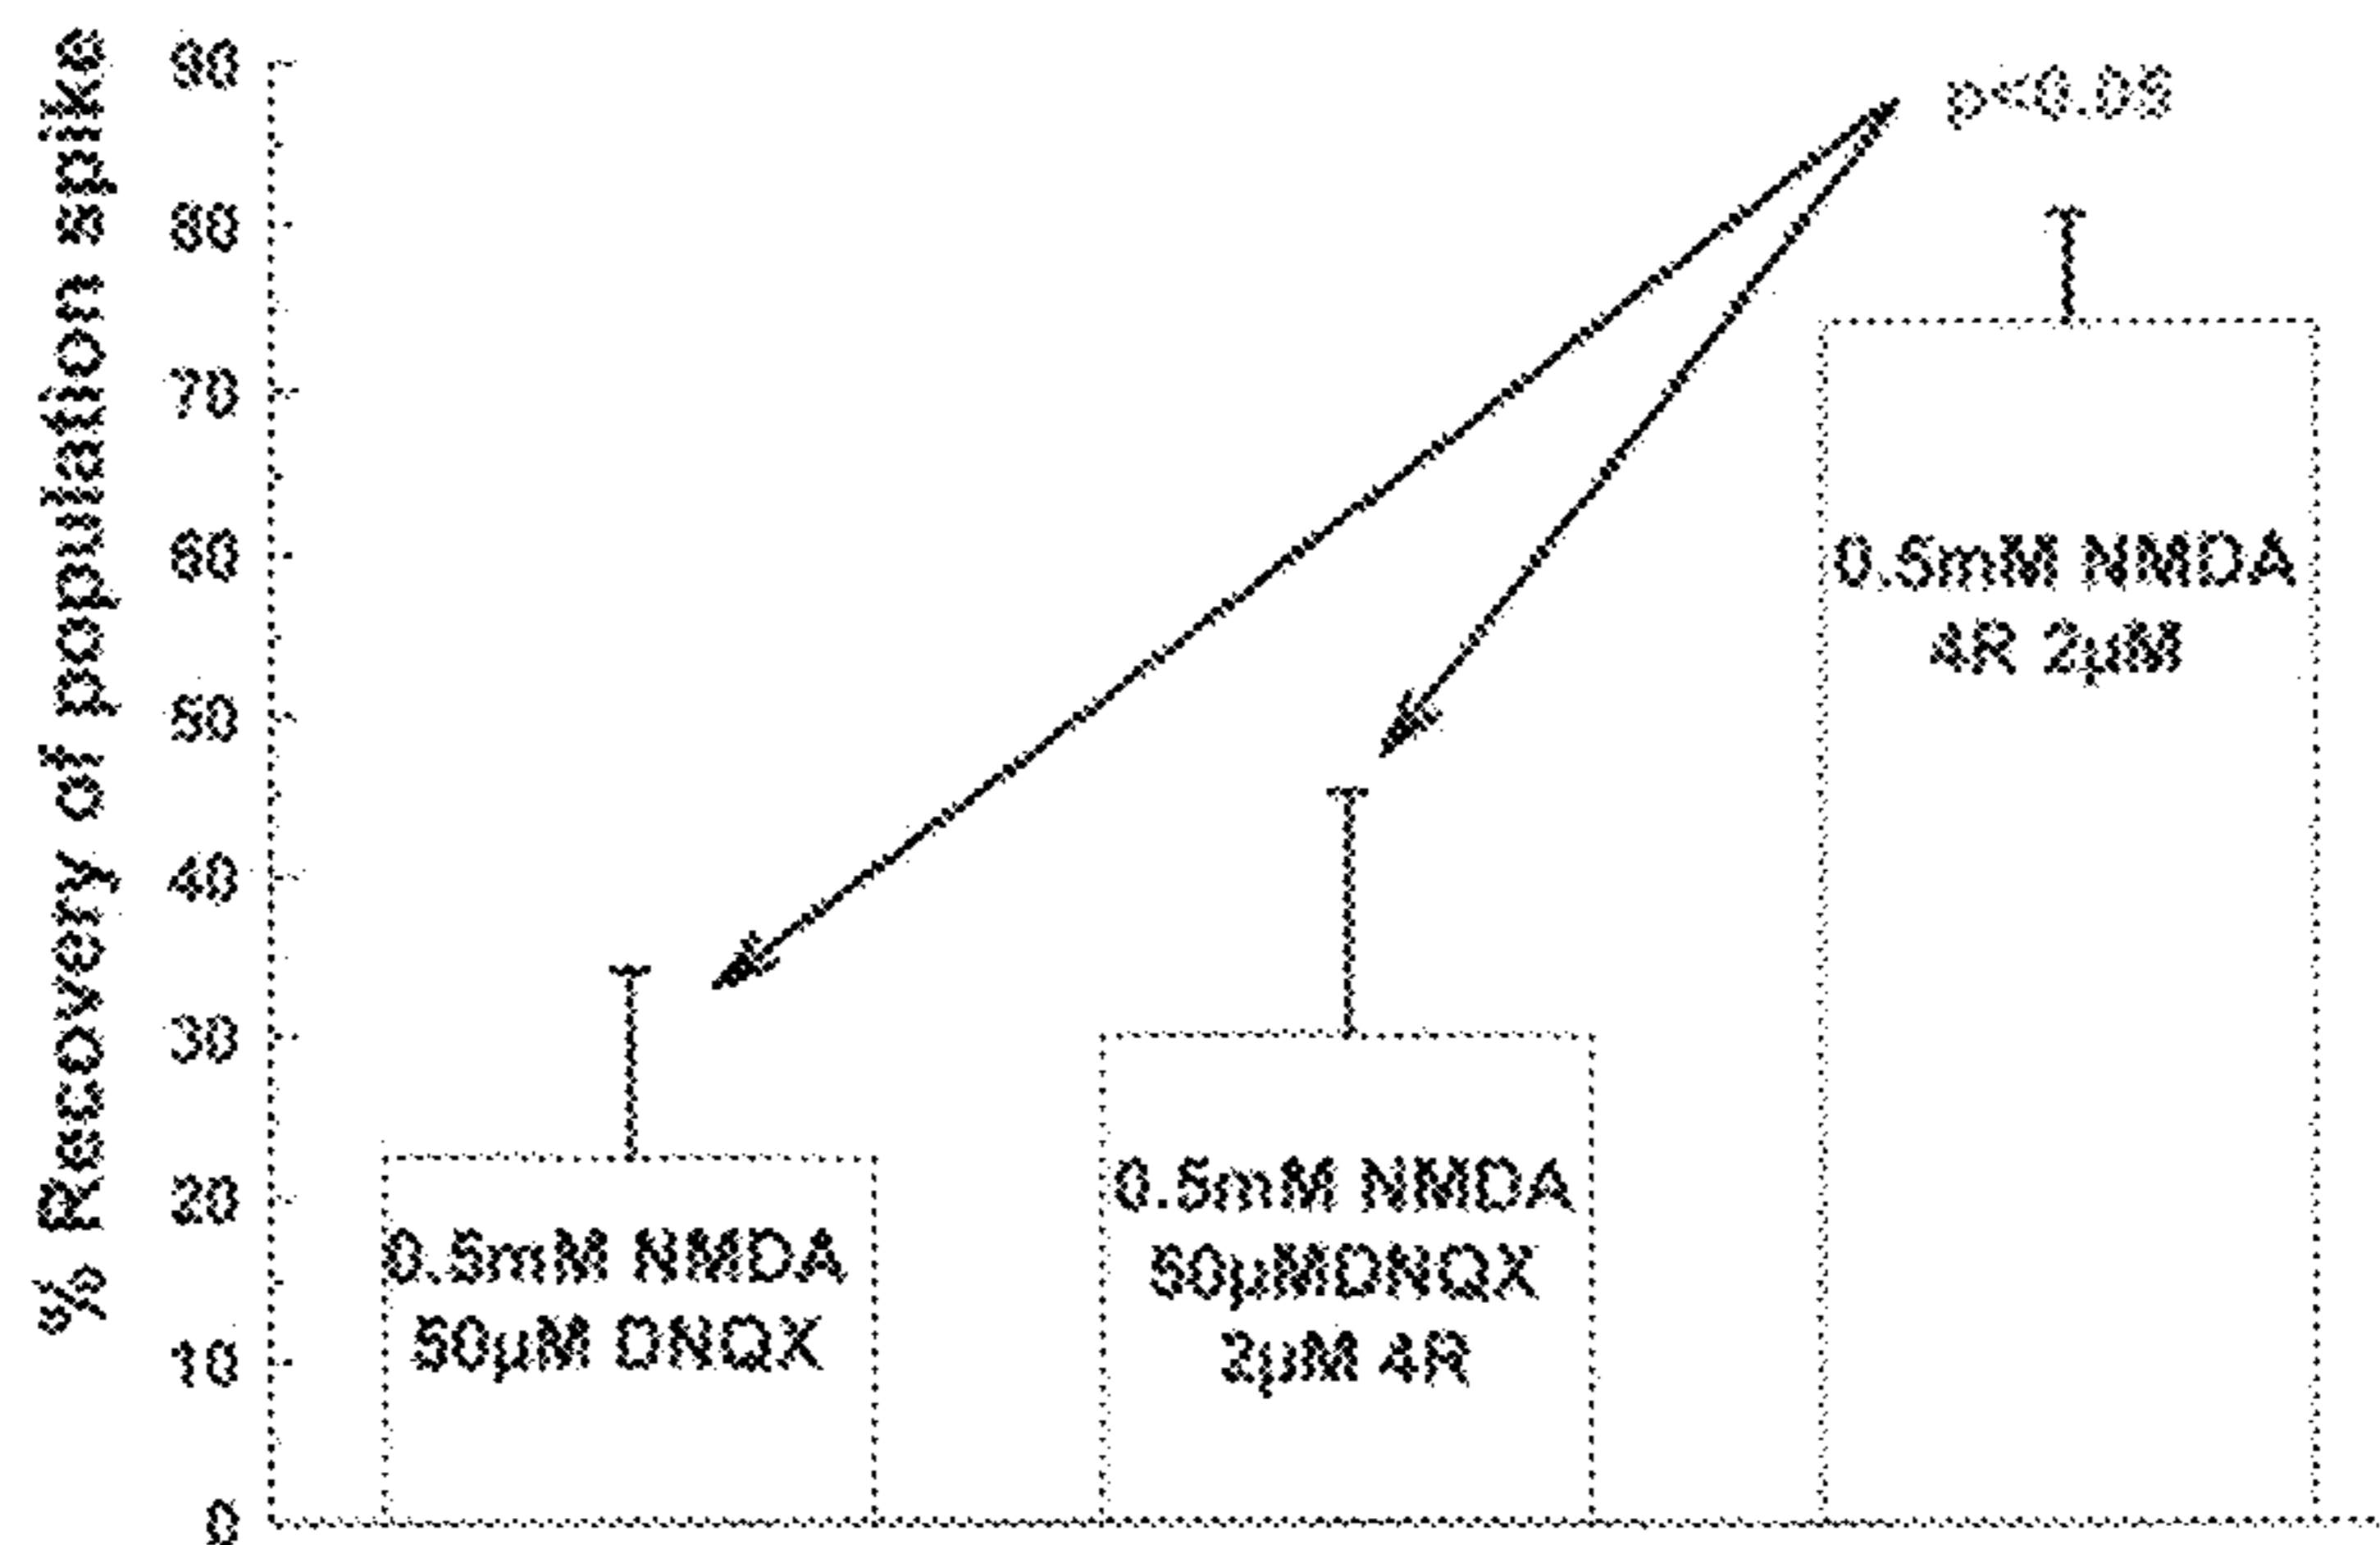 % Recovery of population spike
90
80
70
60
50
40
30
20
10
0
p<0.05
0.5mM NMDA
50µM DNQX
0.5mM NMDA
50µMDNQX
2µM 4R
0.5mM NMDA
4R 2µM